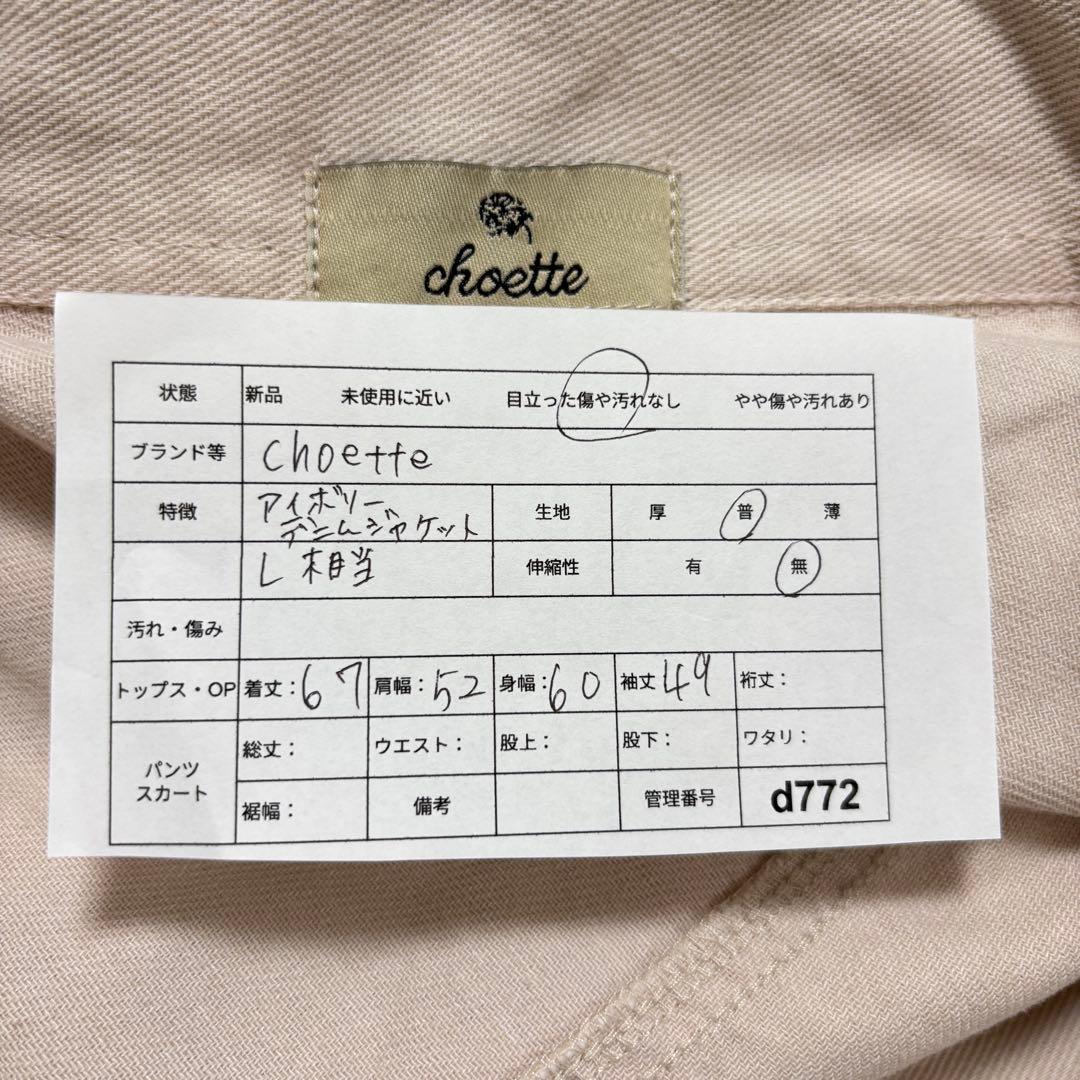 choette
状態 新品 未使用に近い 目立った傷や汚れなし やや傷や汚れあり
ブランド等 choette
特徴 アイボリー
デニムジャケット 生地 厚 普 薄
L相当 伸縮性 有 無
汚れ・傷み
トップス・OP 着丈：67 肩幅：52 身幅：60 袖丈 49 裄丈：
パンツ
スカート
総丈： ウエスト： 股上： 股下： ワタリ：
裾幅： 備考 管理番号 d772